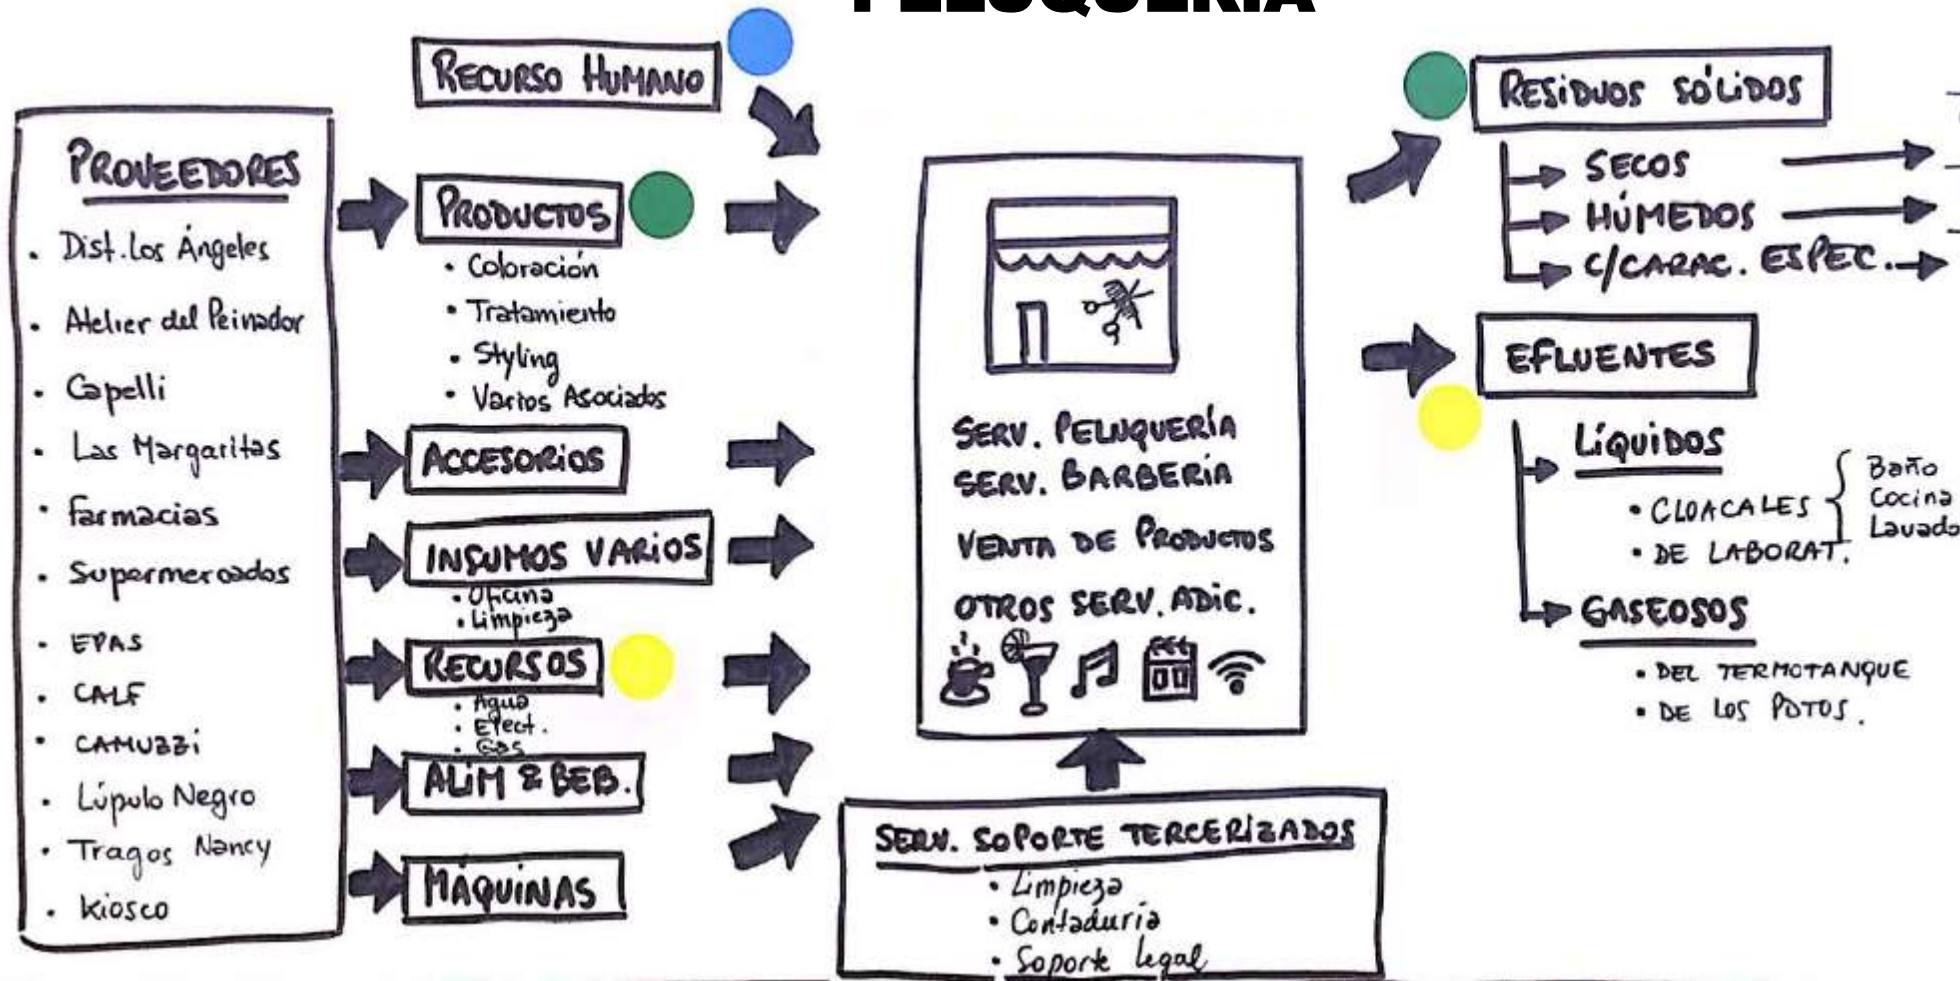 PELUQUERÍA
RECURSO HUMANO
PROVEEDORES
• Dist. Los Ángeles
• Atelier del Peinador
• Capelli
• Las Margaritas
• Farmacias
• Supermercados
• EPAS
• CALF
• CAMUZZI
• Lúpulo Negro
• Tragos Nancy
• Kiosco
PRODUCTOS
• Coloración
• Tratamiento
• Styling
• Varios Asociados
ACCESORIOS
INSUMOS VARIOS
• Oficina
• Limpieza
RECURSOS
• Agua
• Elect.
• Gas
ALIM & BEB.
MÁQUINAS
SERV. PELUQUERÍA
SERV. BARBERÍA
VENTA DE PRODUCTOS
OTROS SERV. ADIC.
SERV. SOPORTE TERCERIZADOS
• Limpieza
• Contaduría
• Soporte Legal
RESIDUOS SÓLIDOS
SECOS
HÚMEDOS
C/CARAC. ESPEC.
EFLUENTES
LÍQUIDOS
• CLOACALES { Baño
Cocina
Lavado
• DE LABORAT.
GASEOSOS
• DEL TERMOTANQUE
• DE LOS POTOS.